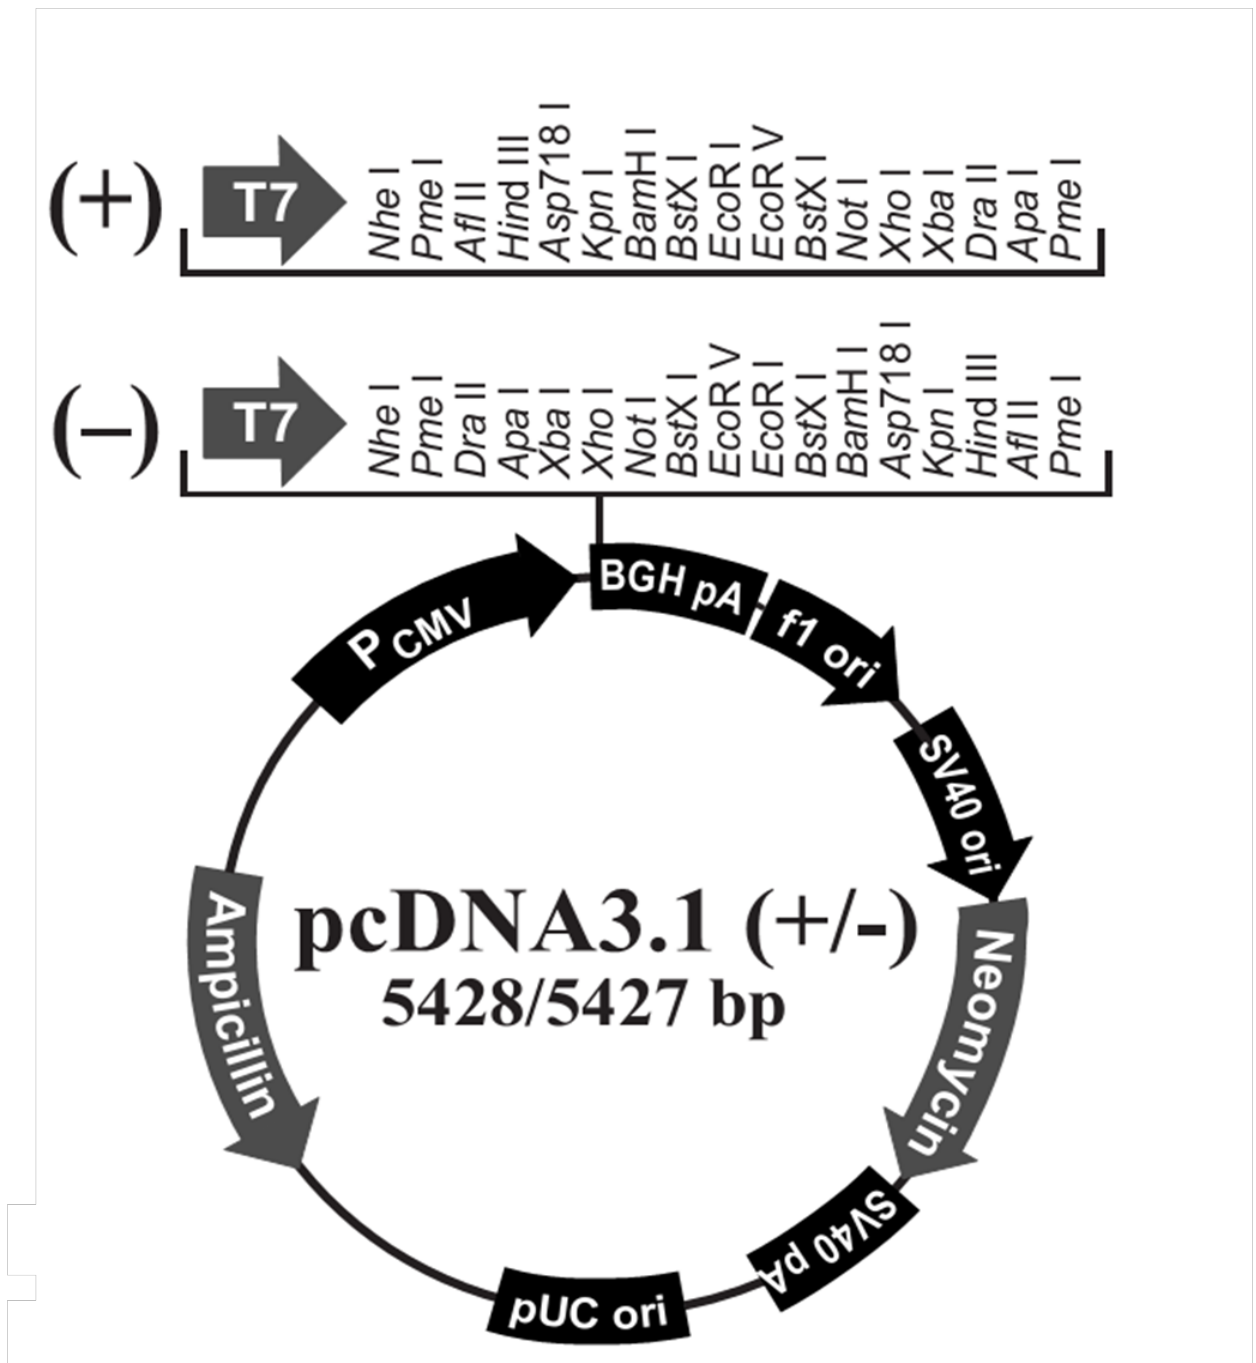 (+)
T7
Nhe I
Pme I
Afl II
Hind III
Asp718 I
Kpn I
BamH I
BstX I
EcoR I
EcoR V
BstX I
Not I
Xho I
Xba I
Dra II
Apa I
Pme I
(–)
T7
Nhe I
Pme I
Dra II
Apa I
Xba I
Xho I
Not I
BstX I
EcoR V
EcoR I
BstX I
BamH I
Asp718 I
Kpn I
Hind III
Afl II
Pme I
P CMV
BGH pA
f1 ori
SV40 ori
Neomycin
SV40 pA
pUC ori
Ampicillin
pcDNA3.1 (+/-)
5428/5427 bp